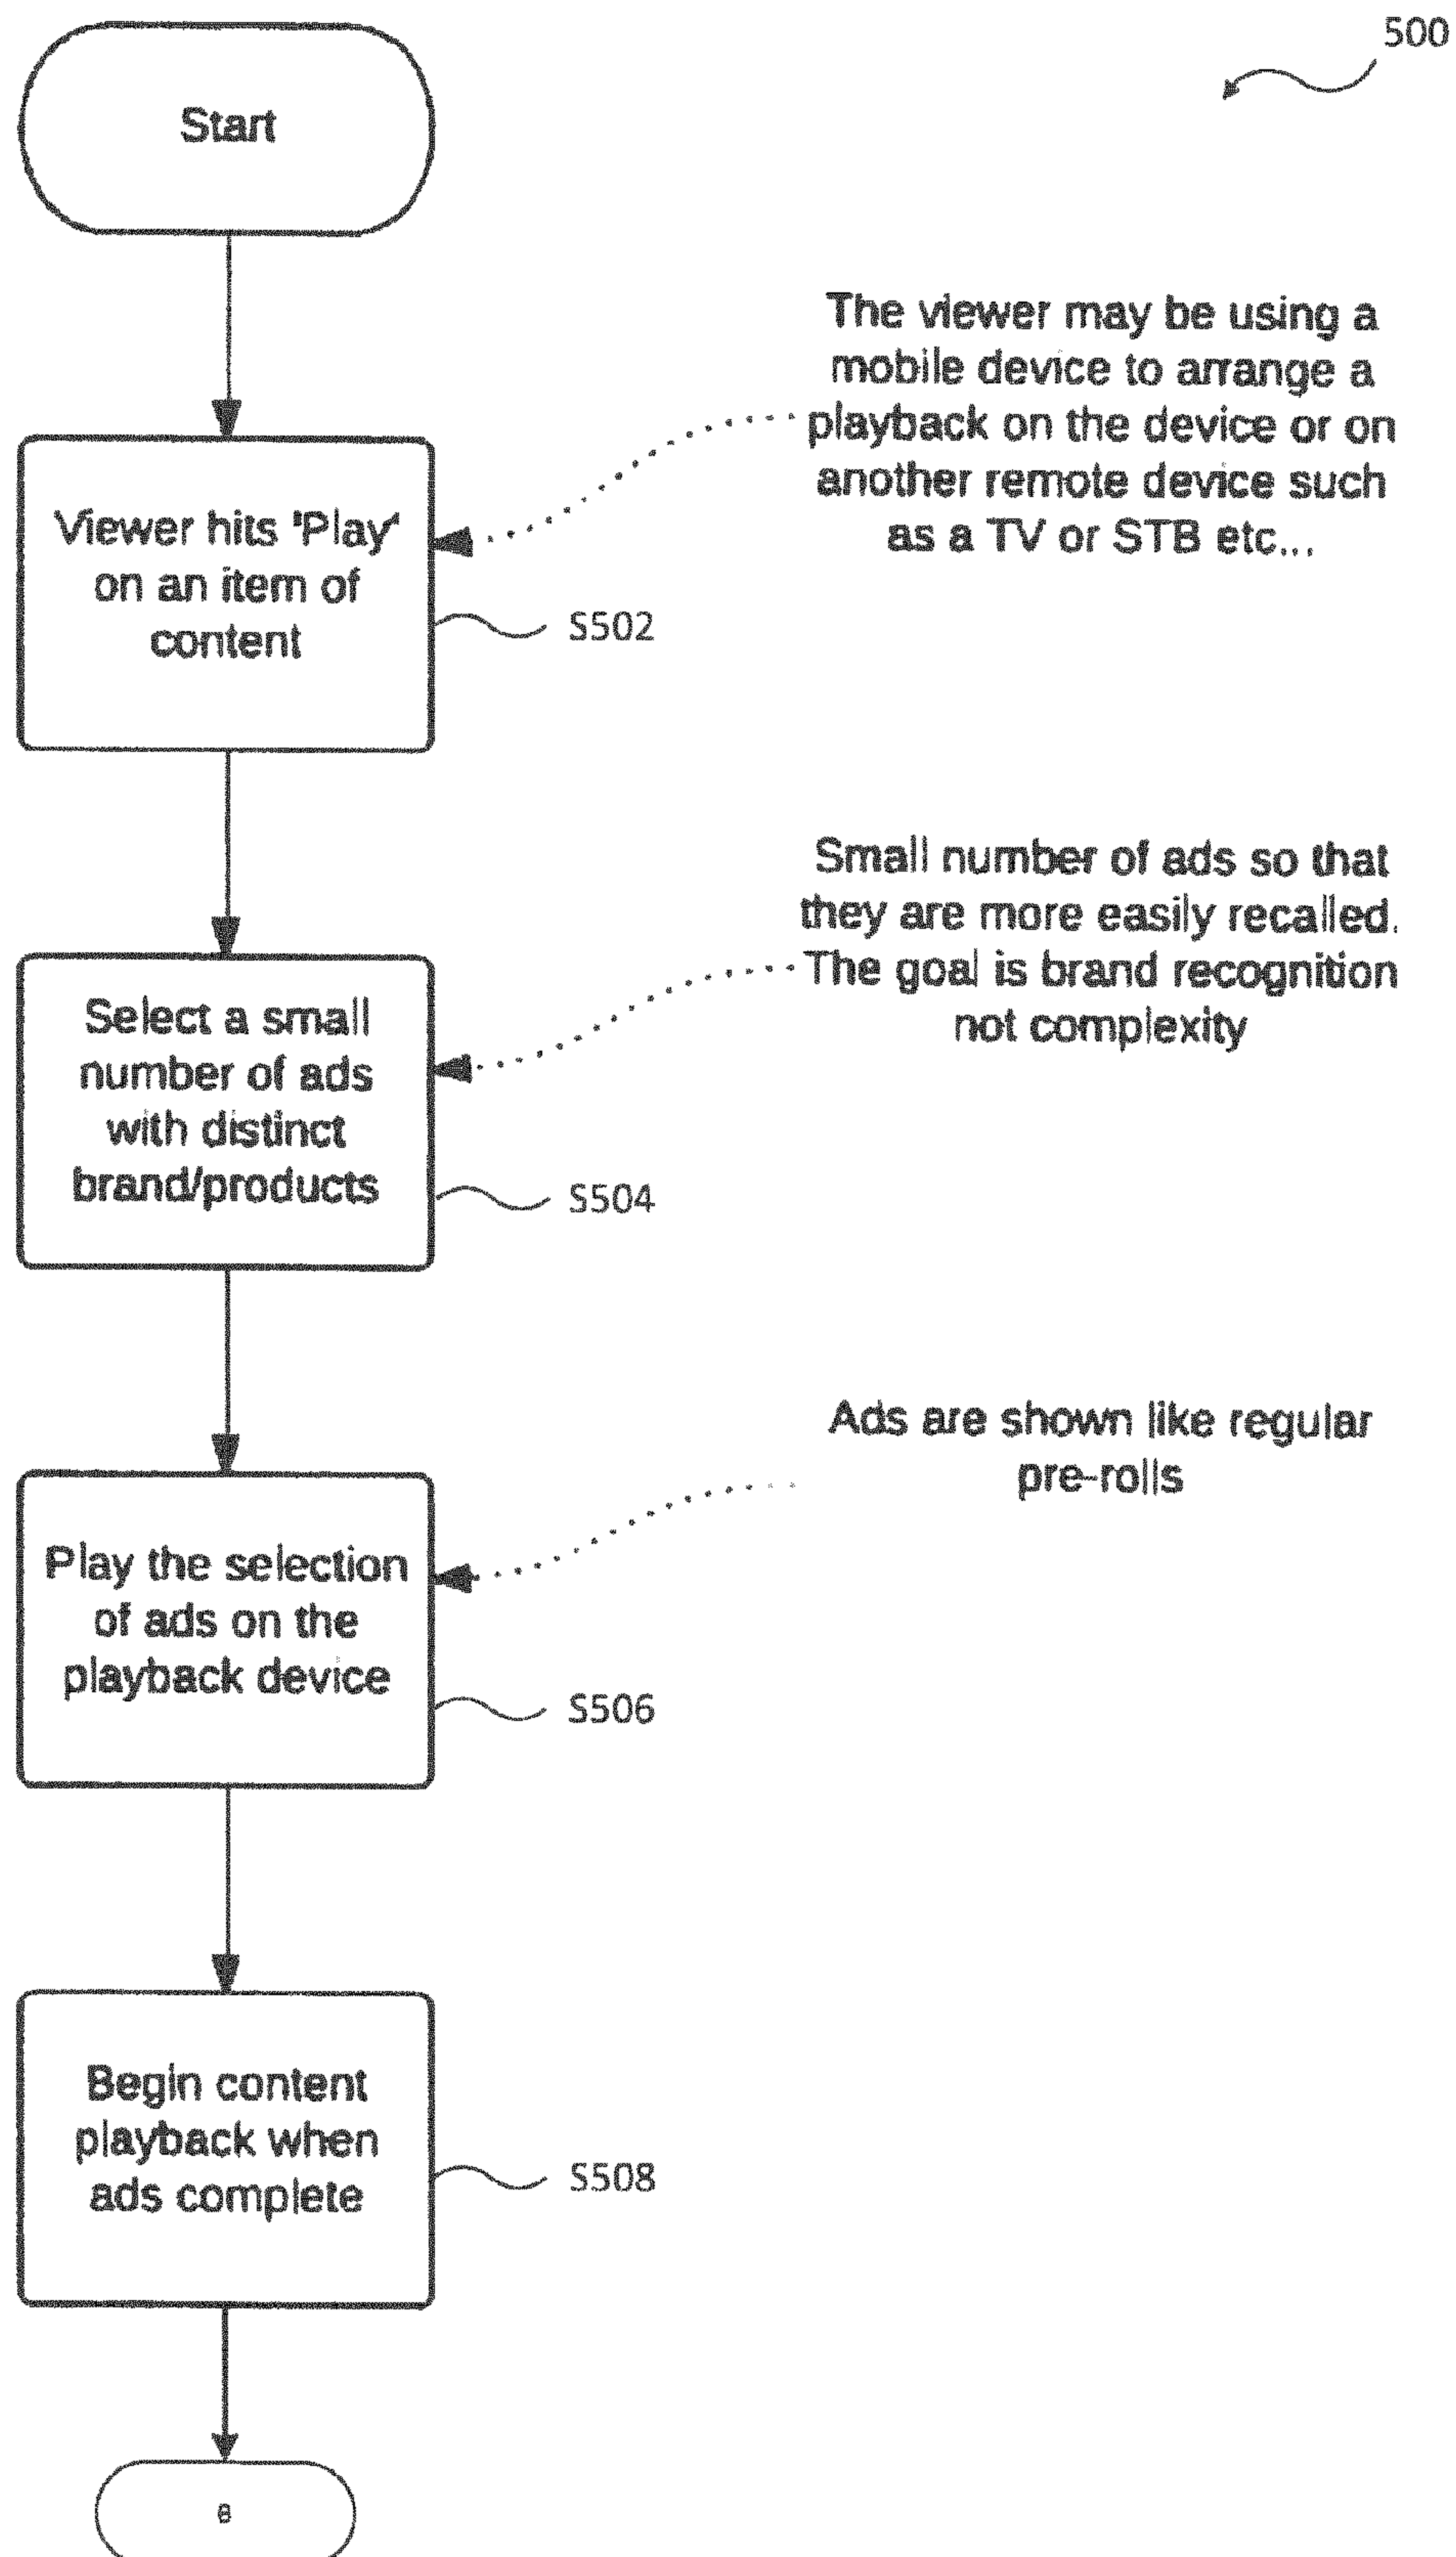 500
Start
The viewer may be using a
mobile device to arrange a
playback on the device or on
another remote device such
as a TV or STB etc...
Viewer hits 'Play'
on an item of
content
S502
Small number of ads so that
they are more easily recalled.
The goal is brand recognition
not complexity
Select a small
number of ads
with distinct
brand/products
S504
Ads are shown like regular
pre-rolls
Play the selection
of ads on the
playback device
S506
Begin content
playback when
ads complete
S508